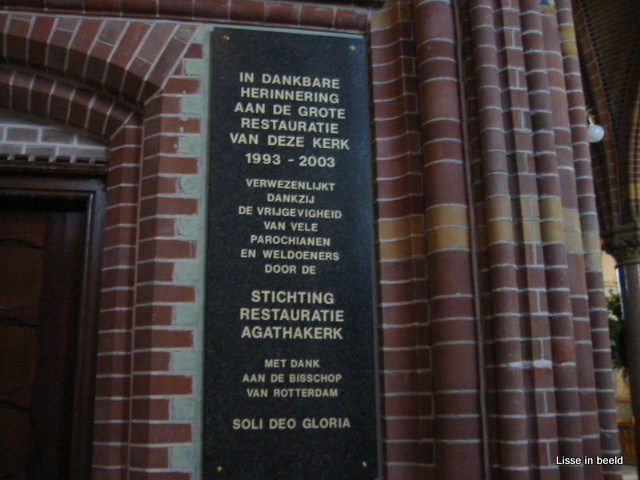 IN DANKBARE
HERINNERING
AAN DE GROTE
RESTAURATIE
VAN DEZE KERK
1993 - 2003
VERWEZENLIJKT
DANKZIJ
DE VRIJGEVIGHEID
VAN VELE
PAROCHIANEN
EN WELDOENERS
DOOR DE
STICHTING
RESTAURATIE
AGATHAKERK
MET DANK
AAN DE BISSCHOP
VAN ROTTERDAM
SOLI DEO GLORIA
Lisse in beeld